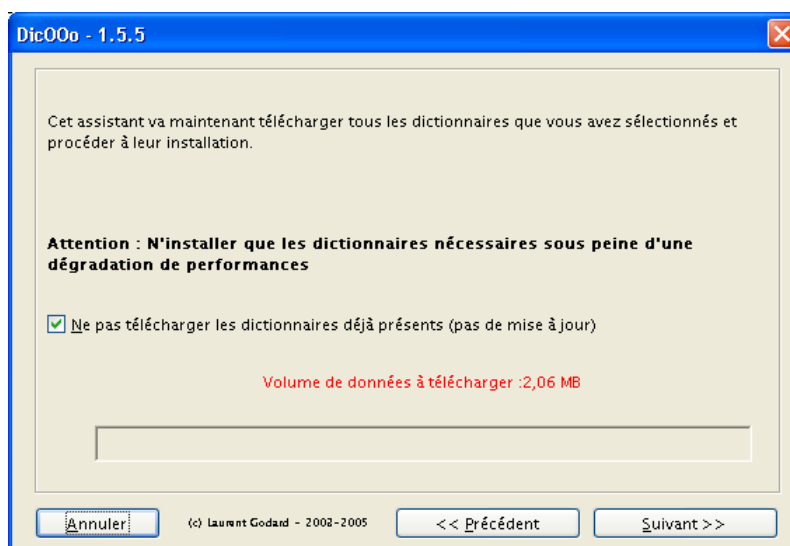 DicOOo - 1.5.5
Cet assistant va maintenant télécharger tous les dictionnaires que vous avez sélectionnés et
procéder à leur installation.
Attention : N'installer que les dictionnaires nécessaires sous peine d'une
dégradation de performances
Ne pas télécharger les dictionnaires déjà présents (pas de mise à jour)
Volume de données à télécharger :2,06 MB
Annuler
(c) Laurent Godard - 2002-2005
<< Précédent
Suivant >>